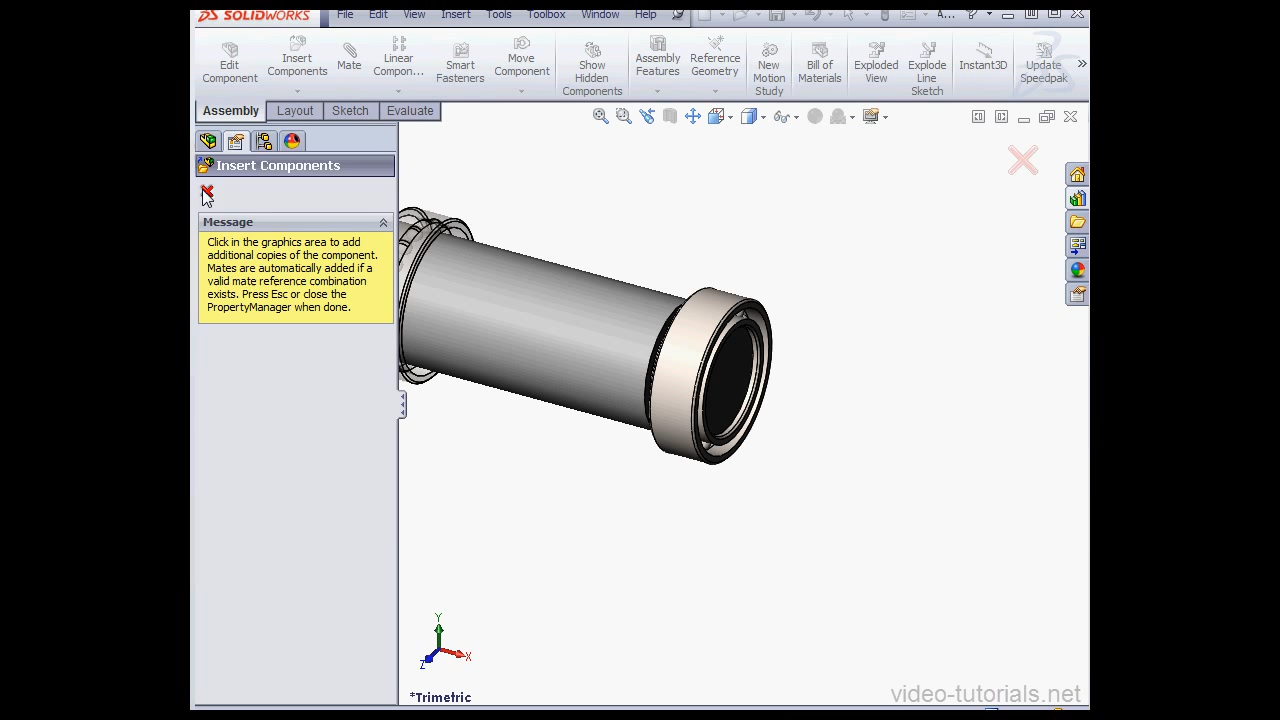 SOLIDWORKS File Edit View Insert Tools Toolbox Window Help A... ?
Edit Component
Insert Components
Mate
Linear Compon...
Smart Fasteners
Move Component
Show Hidden Components
Assembly Features
Reference Geometry
New Motion Study
Bill of Materials
Exploded View
Explode Line Sketch
Instant3D
Update Speedpak
Assembly Layout Sketch Evaluate
Insert Components
Message
Click in the graphics area to add
additional copies of the component.
Mates are automatically added if a
valid mate reference combination
exists. Press Esc or close the
PropertyManager when done.
Y
X
Z
*Trimetric
video-tutorials.net